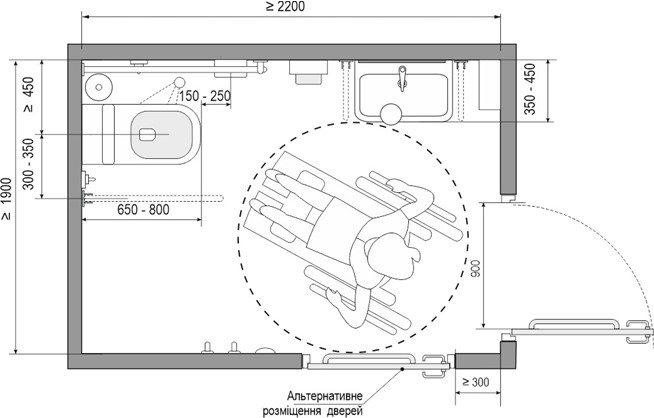 ≥ 2200
≥ 450
150 - 250
350 - 450
300 - 350
≥ 1900
650 - 800
900
≥ 300
Альтернативне
розміщення дверей